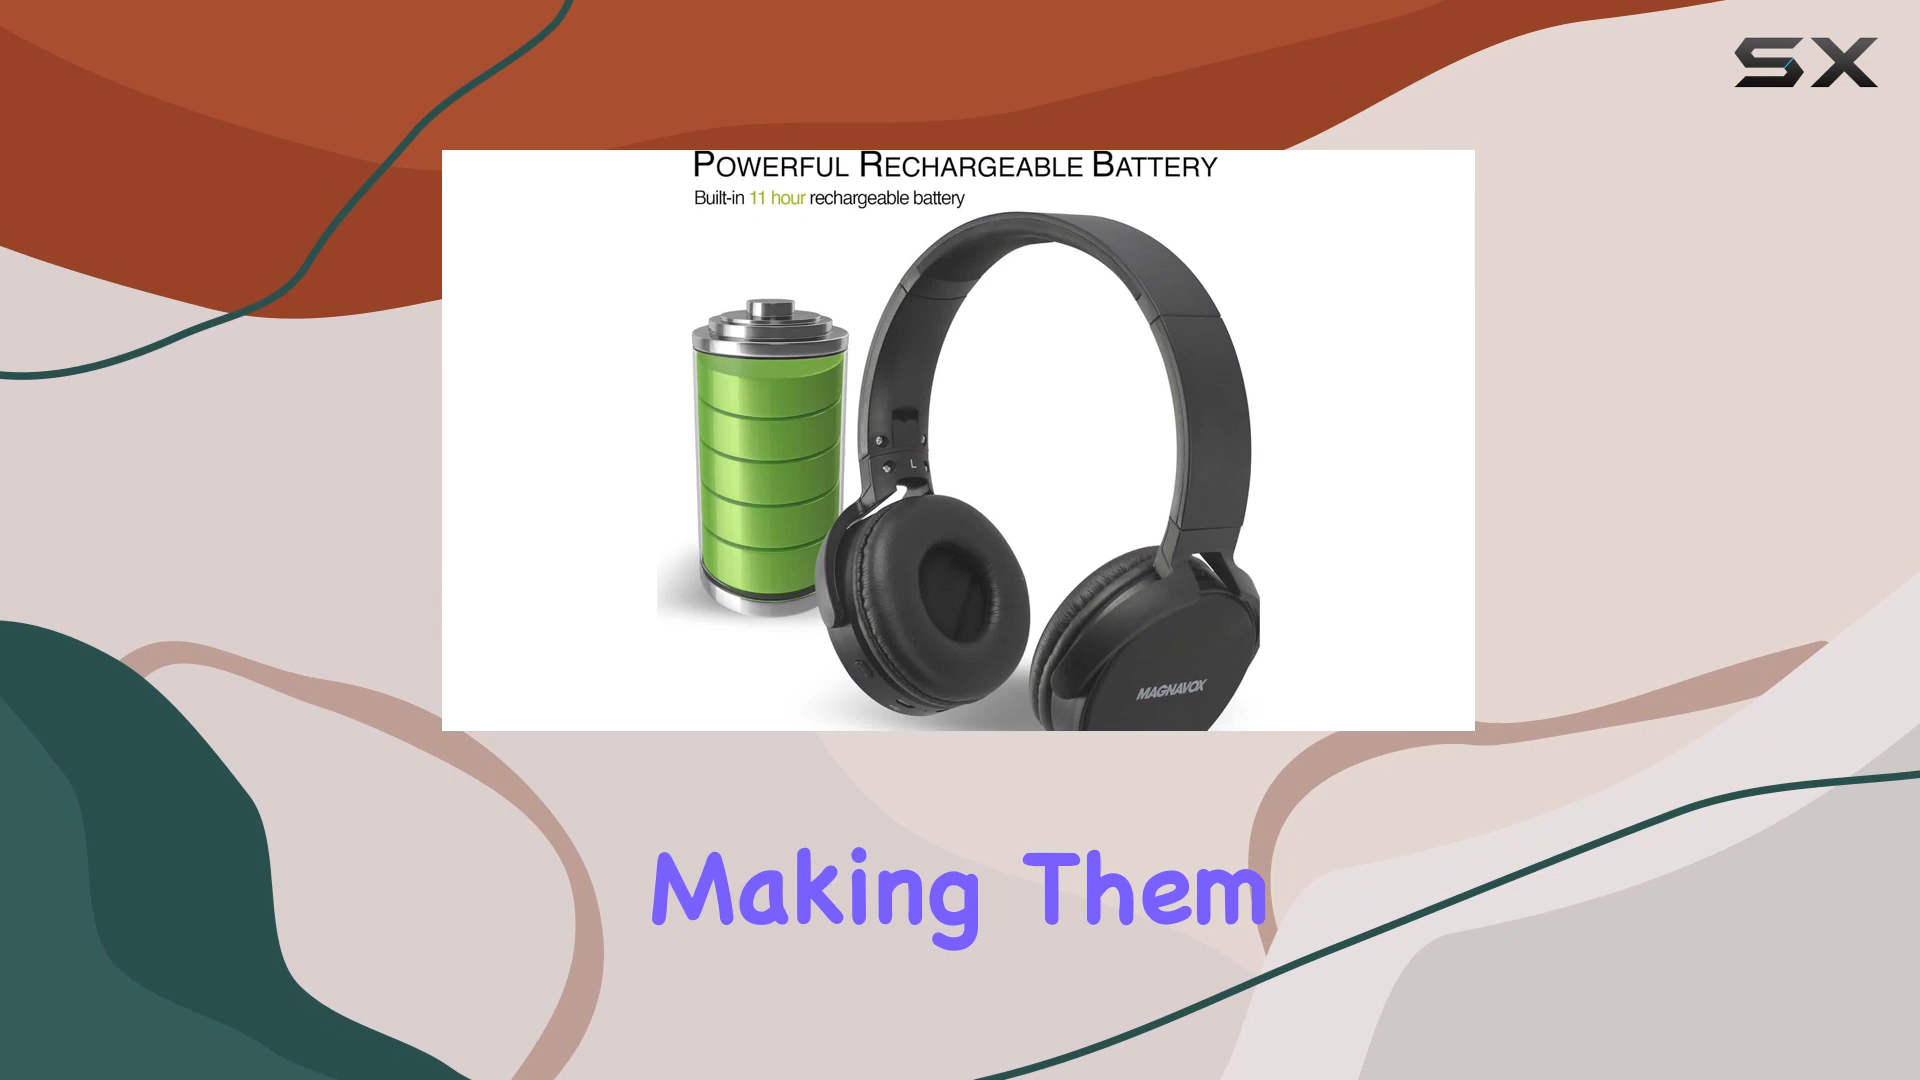 SX
POWERFUL RECHARGEABLE BATTERY
Built-in 11 hour rechargeable battery
L
MAGNAVOX
Making Them